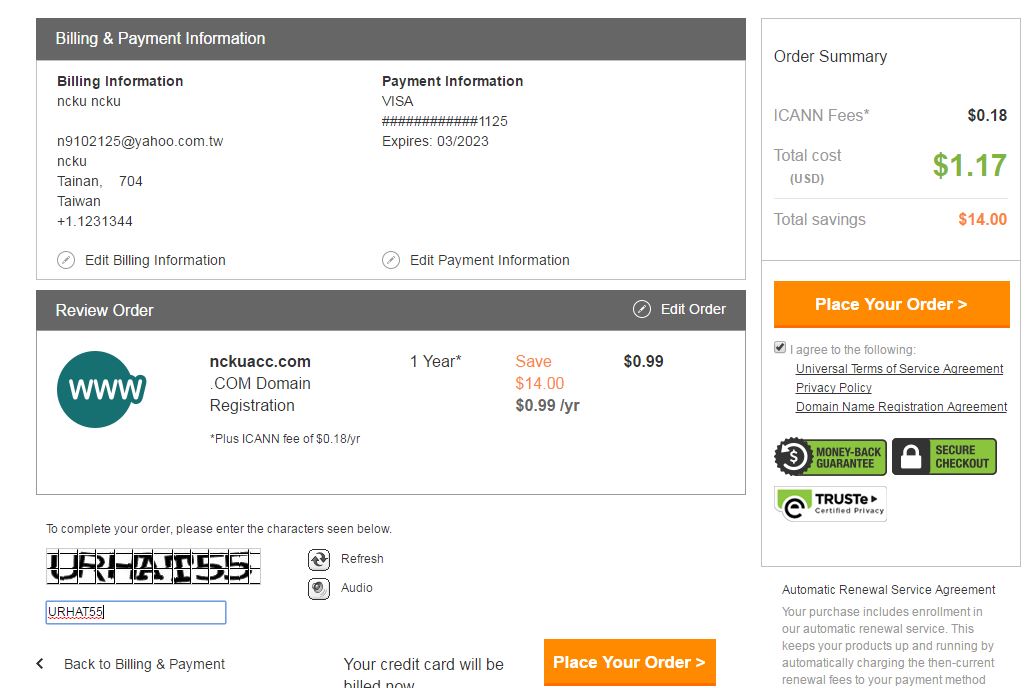 Billing & Payment Information
Billing Information
ncku ncku
n9102125@yahoo.com.tw
ncku
Tainan, 704
Taiwan
+1.1231344
Edit Billing Information
Payment Information
VISA
############1125
Expires: 03/2023
Edit Payment Information
Review Order
Edit Order
www
nckuacc.com
.COM Domain
Registration
*Plus ICANN fee of $0.18/yr
1 Year*
Save
$14.00
$0.99 /yr
$0.99
To complete your order, please enter the characters seen below.
URHAT55
Refresh
Audio
URHAT55
Back to Billing & Payment
Your credit card will be
billed now
Place Your Order >
Order Summary
ICANN Fees* $0.18
Total cost $1.17
(USD)
Total savings $14.00
Place Your Order >
I agree to the following:
Universal Terms of Service Agreement
Privacy Policy
Domain Name Registration Agreement
MONEY-BACK
GUARANTEE
SECURE
CHECKOUT
TRUSTe
Certified Privacy
Automatic Renewal Service Agreement
Your purchase includes enrollment in
our automatic renewal service. This
keeps your products up and running by
automatically charging the then-current
renewal fees to your payment method